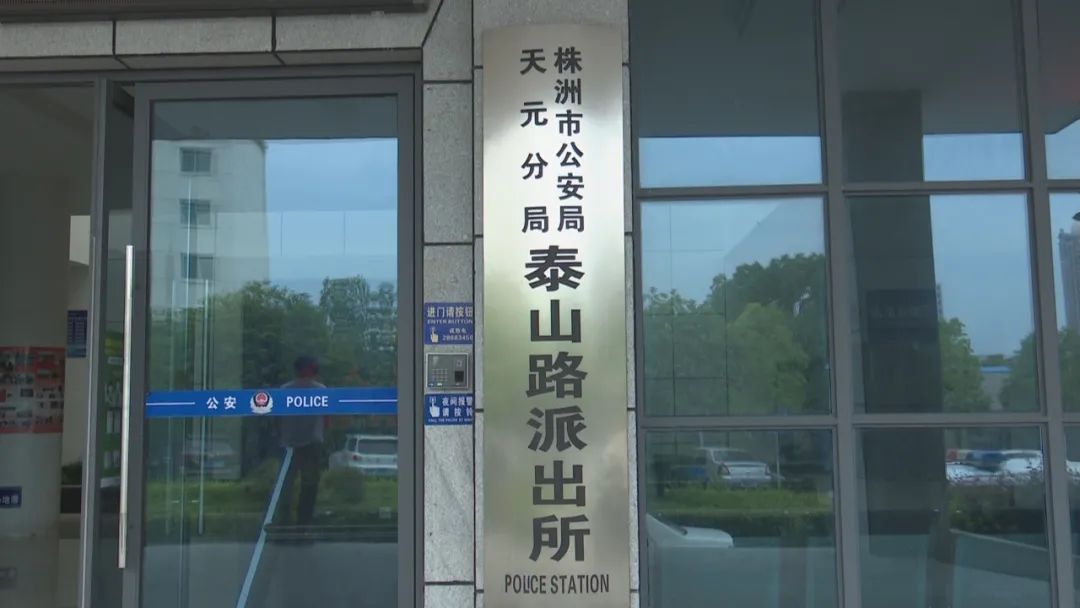 株洲市公安局
天元分局
泰山路派出所
POLICE STATION
公安 POLICE
进门请按钮
ENTER BUTTON
夜间报警
请按铃